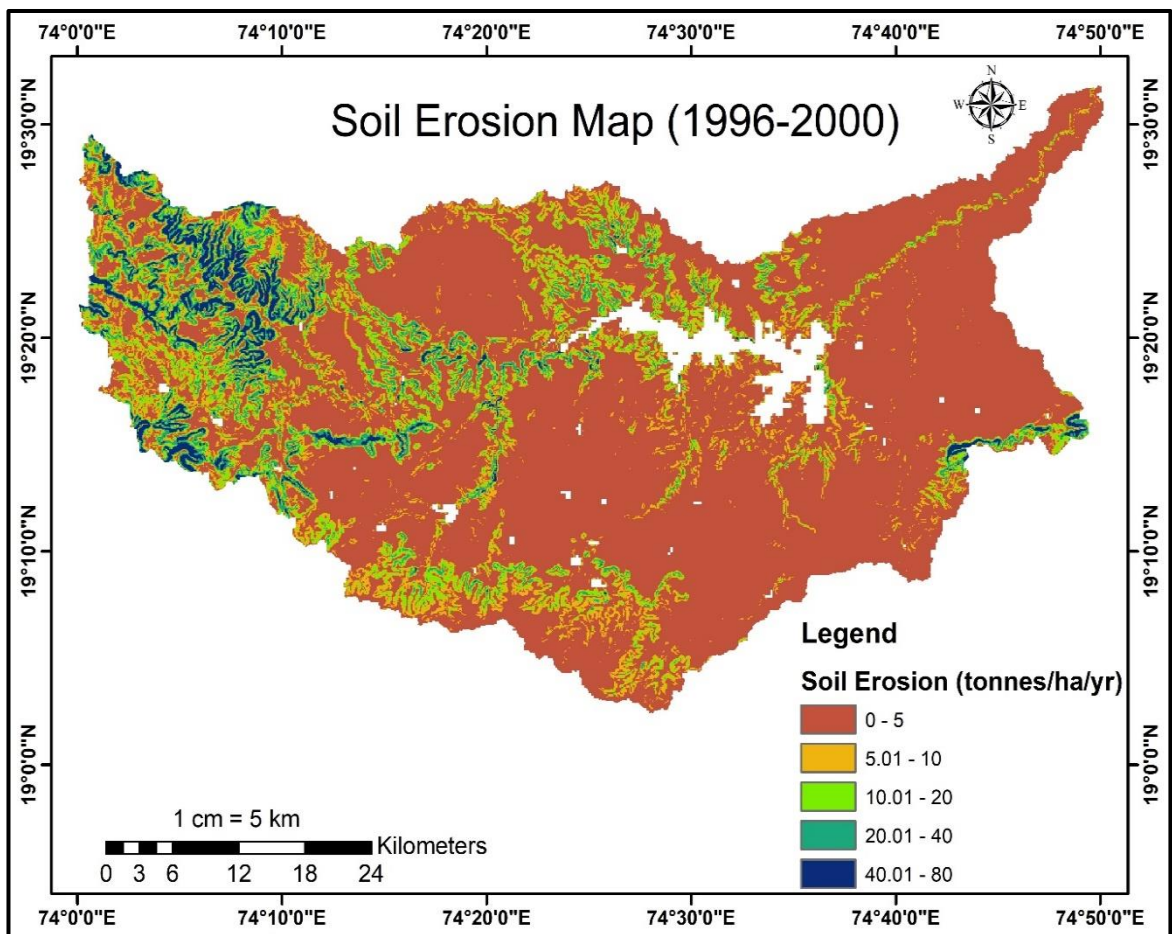 74°0'0"E 74°10'0"E 74°20'0"E 74°30'0"E 74°40'0"E 74°50'0"E
Soil Erosion Map (1996-2000)
N
W E
S
19°30'0"N 19°30'0"N
19°20'0"N 19°20'0"N
19°10'0"N 19°10'0"N
19°0'0"N 19°0'0"N
Legend
Soil Erosion (tonnes/ha/yr)
0 - 5
5.01 - 10
10.01 - 20
20.01 - 40
40.01 - 80
1 cm = 5 km
Kilometers
0 3 6 12 18 24
74°0'0"E 74°10'0"E 74°20'0"E 74°30'0"E 74°40'0"E 74°50'0"E